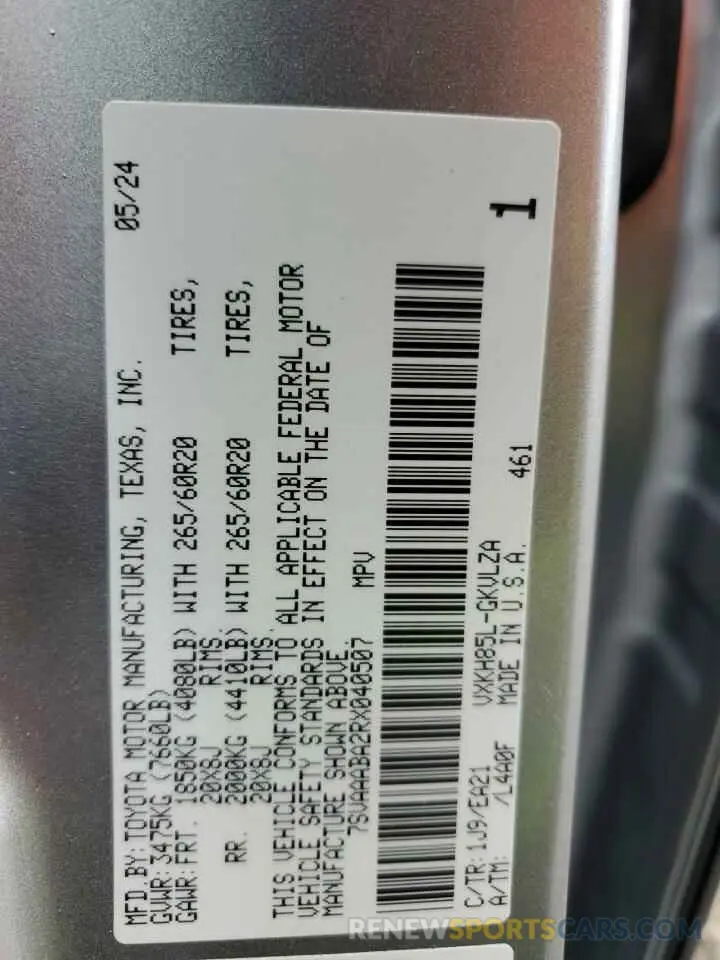 MFD BY: TOYOTA MOTOR MANUFACTURING, TEXAS, INC. 05/24
GVWR: 3475KG (7660LB)
GAWR: FRT. 1850KG (4080LB) WITH 265/60R20 TIRES,
20X8J RIMS.
RR. 2000KG (4410LB) WITH 265/60R20 TIRES,
20X8J RIMS.
THIS VEHICLE CONFORMS TO ALL APPLICABLE FEDERAL MOTOR
VEHICLE SAFETY STANDARDS IN EFFECT ON THE DATE OF
MANUFACTURE SHOWN ABOVE.
7SVAAABA2RX040507 MPV
1
C/TR: 1J9/EA21 VXKH85L-GKVLZA
A/TM: /L4A0F MADE IN U.S.A. 461
RENEWSPORTCARS.COM